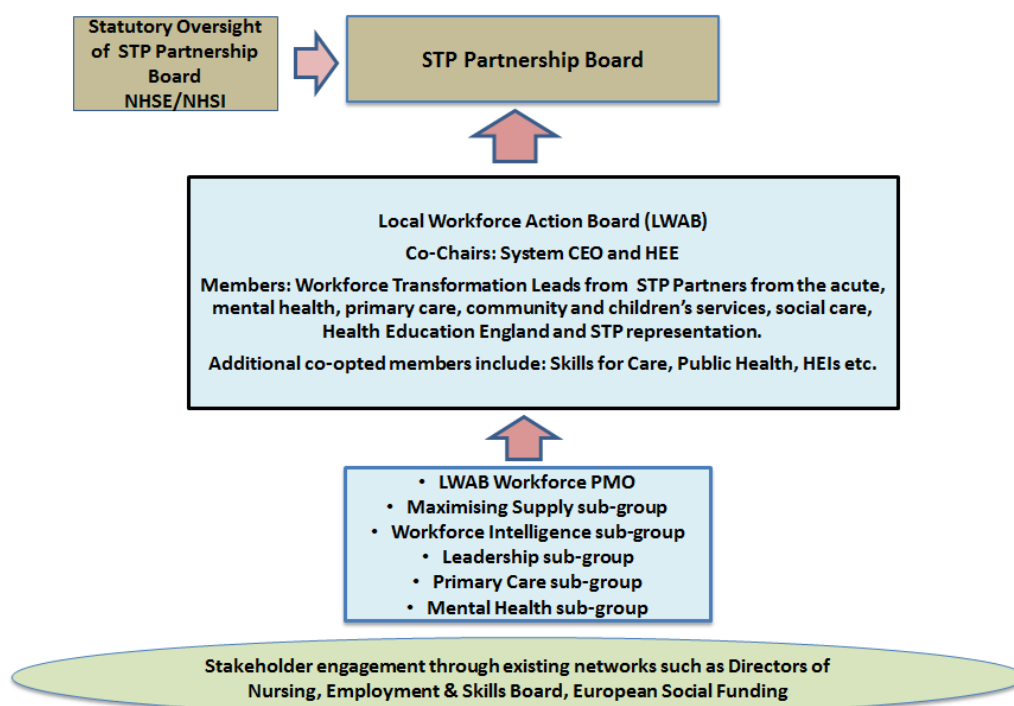 Statutory Oversight
of STP Partnership
Board
NHSE/NHSI
STP Partnership Board
Local Workforce Action Board (LWAB)
Co-Chairs: System CEO and HEE
Members: Workforce Transformation Leads from STP Partners from the acute,
mental health, primary care, community and children's services, social care,
Health Education England and STP representation.
Additional co-opted members include: Skills for Care, Public Health, HEIs etc.
• LWAB Workforce PMO
• Maximising Supply sub-group
• Workforce Intelligence sub-group
• Leadership sub-group
• Primary Care sub-group
• Mental Health sub-group
Stakeholder engagement through existing networks such as Directors of
Nursing, Employment & Skills Board, European Social Funding